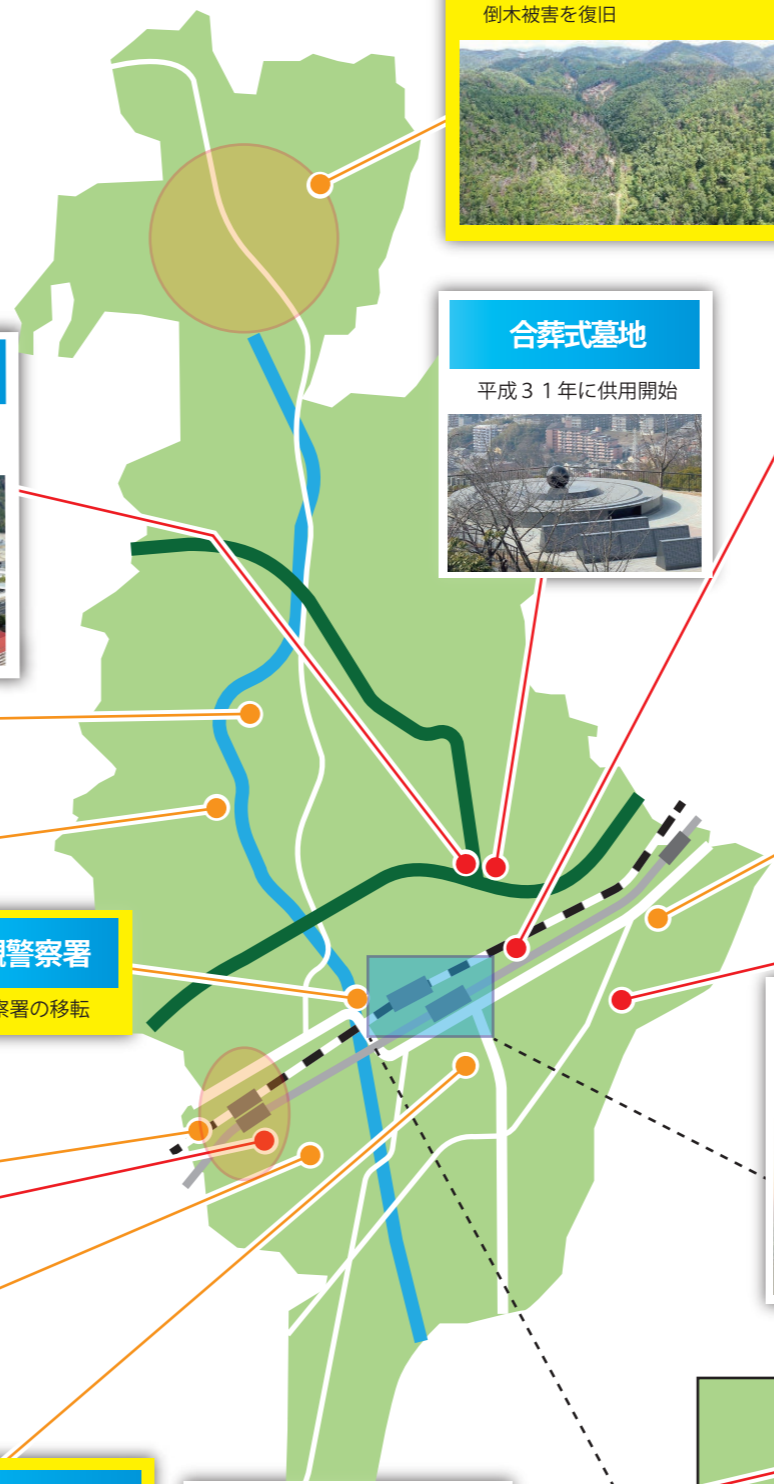 倒木被害を復旧
合葬式墓地
平成３１年に供用開始
警察署
察署の移転